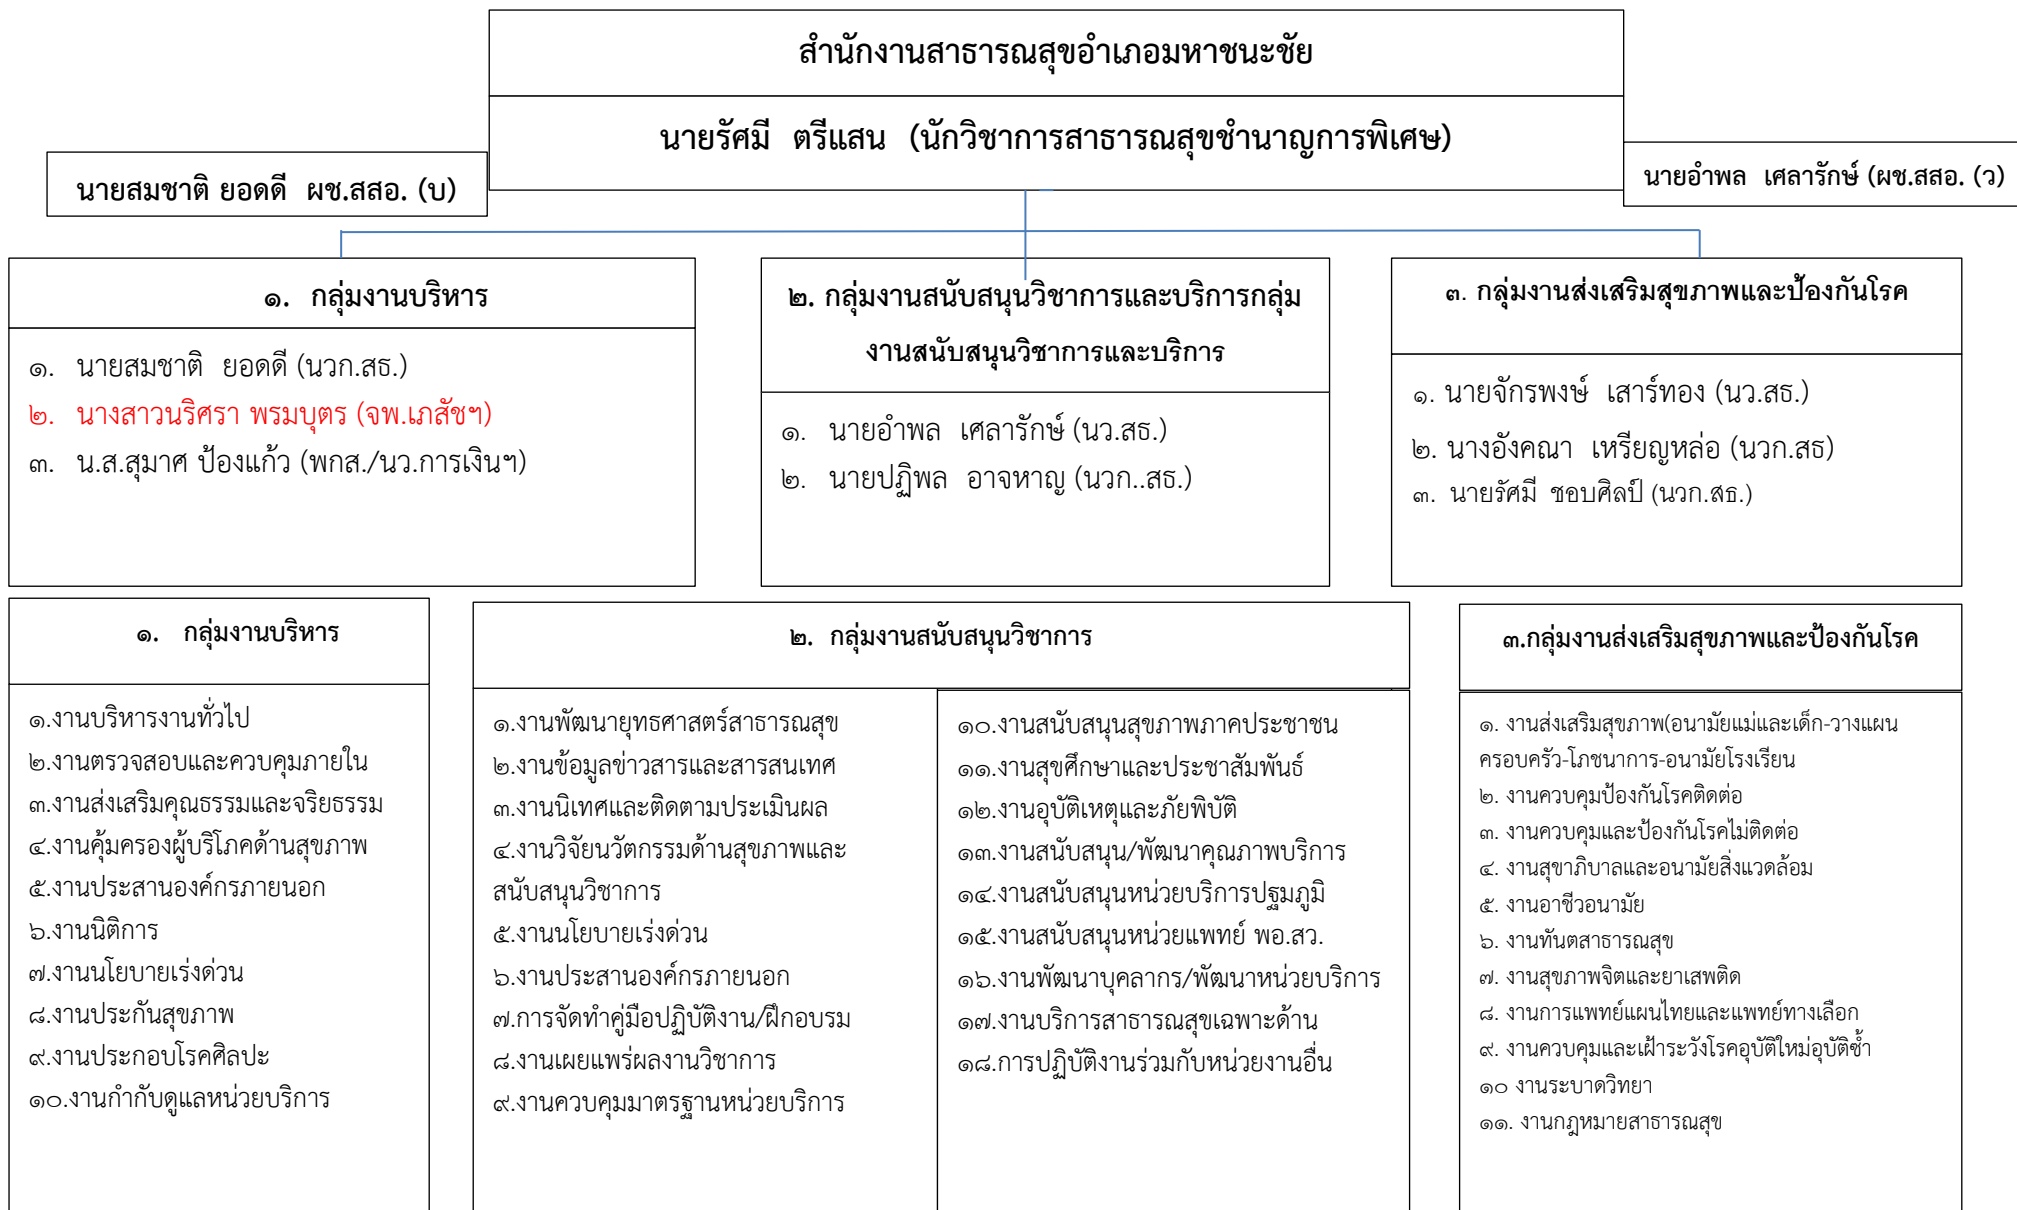 สำนักงานสาธารณสุขอำเภอมหาชนะชัย
นายรัศมี ตรีแสน (นักวิชาการสาธารณสุขชำนาญการพิเศษ)
นายสมชาติ ยอดดี ผช.สสอ. (บ)
นายอำพล เศลารักษ์ (ผช.สสอ. (ว)
๑. กลุ่มงานบริหาร
๑. นายสมชาติ ยอดดี (นวก.สธ.)
๒. นางสาวนริศรา พรมบุตร (จพ.เภสัชฯ)
๓. น.ส.สุมาศ ป้องแก้ว (พกส./นว.การเงินฯ)
๒. กลุ่มงานสนับสนุนวิชาการและบริการกลุ่ม
งานสนับสนุนวิชาการและบริการ
๑. นายอำพล เศลารักษ์ (นว.สธ.)
๒. นายปฏิพล อาจหาญ (นวก..สธ.)
๓. กลุ่มงานส่งเสริมสุขภาพและป้องกันโรค
๑. นายจักรพงษ์ เสาร์ทอง (นว.สธ.)
๒. นางอังคณา เหรียญหล่อ (นวก.สธ)
๓. นายรัศมี ชอบศิลป์ (นวก.สธ.)
๑. กลุ่มงานบริหาร
๑.งานบริหารงานทั่วไป
๒.งานตรวจสอบและควบคุมภายใน
๓.งานส่งเสริมคุณธรรมและจริยธรรม
๔.งานคุ้มครองผู้บริโภคด้านสุขภาพ
๕.งานประสานองค์กรภายนอก
๖.งานนิติการ
๗.งานนโยบายเร่งด่วน
๘.งานประกันสุขภาพ
๙.งานประกอบโรคศิลปะ
๑๐.งานกำกับดูแลหน่วยบริการ
๒. กลุ่มงานสนับสนุนวิชาการ
๑.งานพัฒนายุทธศาสตร์สาธารณสุข
๒.งานข้อมูลข่าวสารและสารสนเทศ
๓.งานนิเทศและติดตามประเมินผล
๔.งานวิจัยนวัตกรรมด้านสุขภาพและ
สนับสนุนวิชาการ
๕.งานนโยบายเร่งด่วน
๖.งานประสานองค์กรภายนอก
๗.การจัดทำคู่มือปฏิบัติงาน/ฝึกอบรม
๘.งานเผยแพร่ผลงานวิชาการ
๙.งานควบคุมมาตรฐานหน่วยบริการ
๑๐.งานสนับสนุนสุขภาพภาคประชาชน
๑๑.งานสุขศึกษาและประชาสัมพันธ์
๑๒.งานอุบัติเหตุและภัยพิบัติ
๑๓.งานสนับสนุน/พัฒนาคุณภาพบริการ
๑๔.งานสนับสนุนหน่วยบริการปฐมภูมิ
๑๕.งานสนับสนุนหน่วยแพทย์ พอ.สว.
๑๖.งานพัฒนาบุคลากร/พัฒนาหน่วยบริการ
๑๗.งานบริการสาธารณสุขเฉพาะด้าน
๑๘.การปฏิบัติงานร่วมกับหน่วยงานอื่น
๓.กลุ่มงานส่งเสริมสุขภาพและป้องกันโรค
๑. งานส่งเสริมสุขภาพ(อนามัยแม่และเด็ก-วางแผน
ครอบครัว-โภชนาการ-อนามัยโรงเรียน
๒. งานควบคุมป้องกันโรคติดต่อ
๓. งานควบคุมและป้องกันโรคไม่ติดต่อ
๔. งานสุขาภิบาลและอนามัยสิ่งแวดล้อม
๕. งานอาชีวอนามัย
๖. งานทันตสาธารณสุข
๗. งานสุขภาพจิตและยาเสพติด
๘. งานการแพทย์แผนไทยและแพทย์ทางเลือก
๙. งานควบคุมและเฝ้าระวังโรคอุบัติใหม่อุบัติซ้ำ
๑๐ งานระบาดวิทยา
๑๑. งานกฎหมายสาธารณสุข